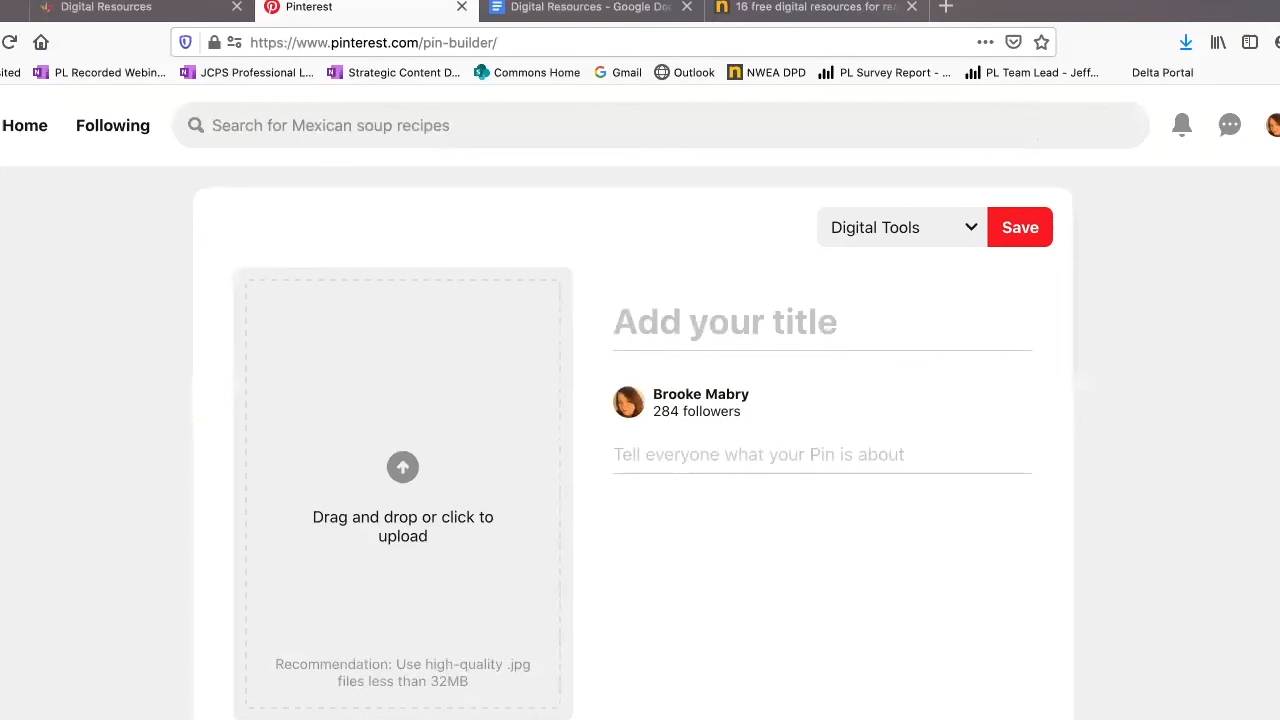 Digital Resources
Pinterest
Digital Resources - Google Doc
16 free digital resources for re
https://www.pinterest.com/pin-builder/
PL Recorded Webin...
JCPS Professional L...
Strategic Content D...
Commons Home
Gmail
Outlook
NWEA DPD
PL Survey Report - ...
PL Team Lead - Jeff...
Delta Portal
Home
Following
Search for Mexican soup recipes
Digital Tools
Save
Add your title
Brooke Mabry
284 followers
Tell everyone what your Pin is about
Drag and drop or click to
upload
Recommendation: Use high-quality .jpg
files less than 32MB